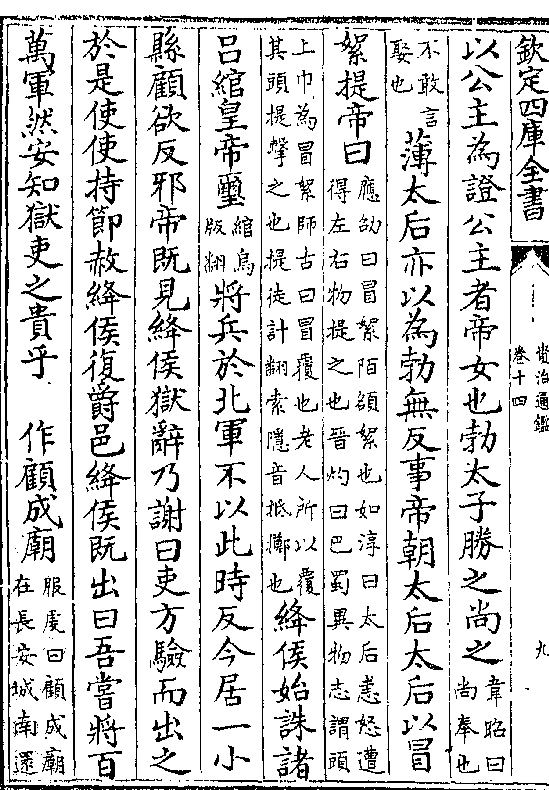 欽定四庫全書
資治通鑑
卷十四
九
以公主為證公主者帝女也勃太子勝之尚之
韋昭曰
尚奉也
不敢言
娶也
薄太后亦以為勃無反事帝朝太后太后以冒
絮提帝曰
應劭曰冒絮陌頟絮也如淳曰太后恚怒遭
得左右物提之也晉灼曰巴蜀異物志謂頭
上巾為冒絮師古曰冒覆也老人所以覆
其頭提擊之也提徒計翻索隱音抵擲也
絳侯始誅諸
呂綰皇帝璽
綰烏
版翻
將兵於北軍不以此時反今居一小
縣顧欲反邪帝既見絳侯獄辭乃謝曰吏方驗而出之
於是使使持節赦絳侯復爵邑絳侯既出曰吾嘗將百
萬軍然安知獄吏之貴乎
作顧成廟
服虔曰顧成廟
在長安城南還